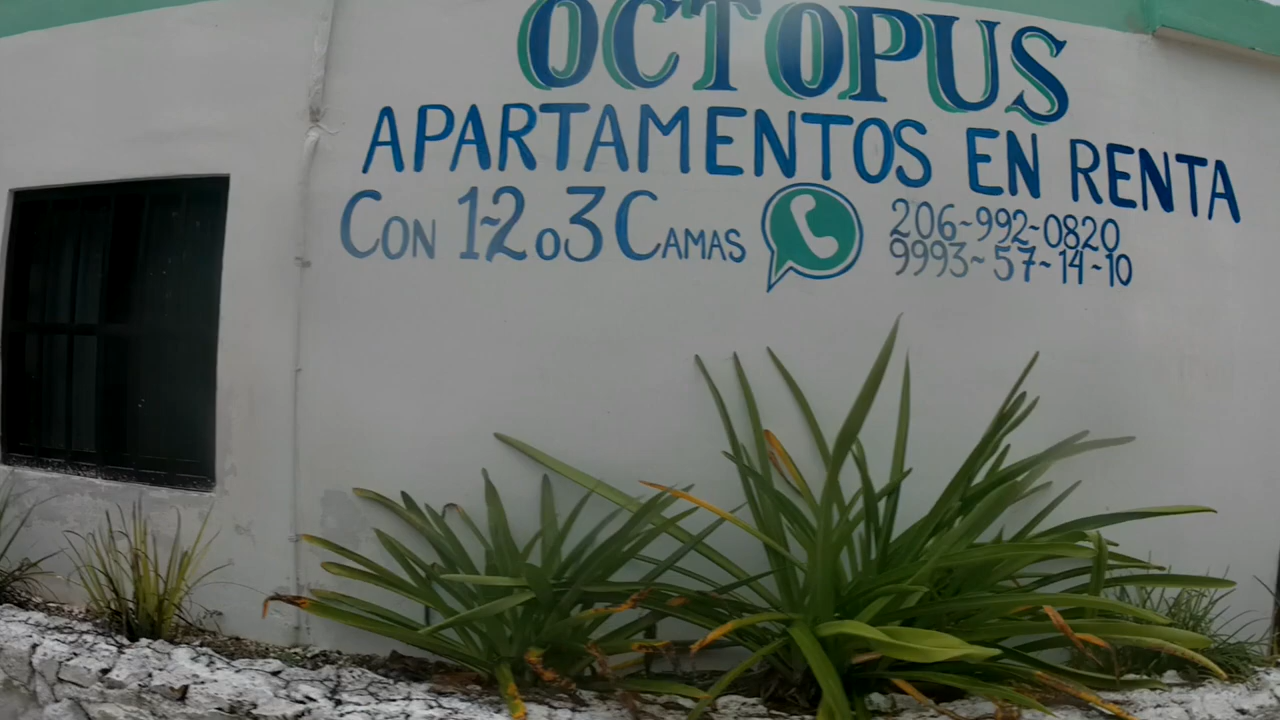 OCTOPUS
APARTAMENTOS EN RENTA
CON 1~2 o 3 CAMAS
206~992~0820
9993~57~14~10